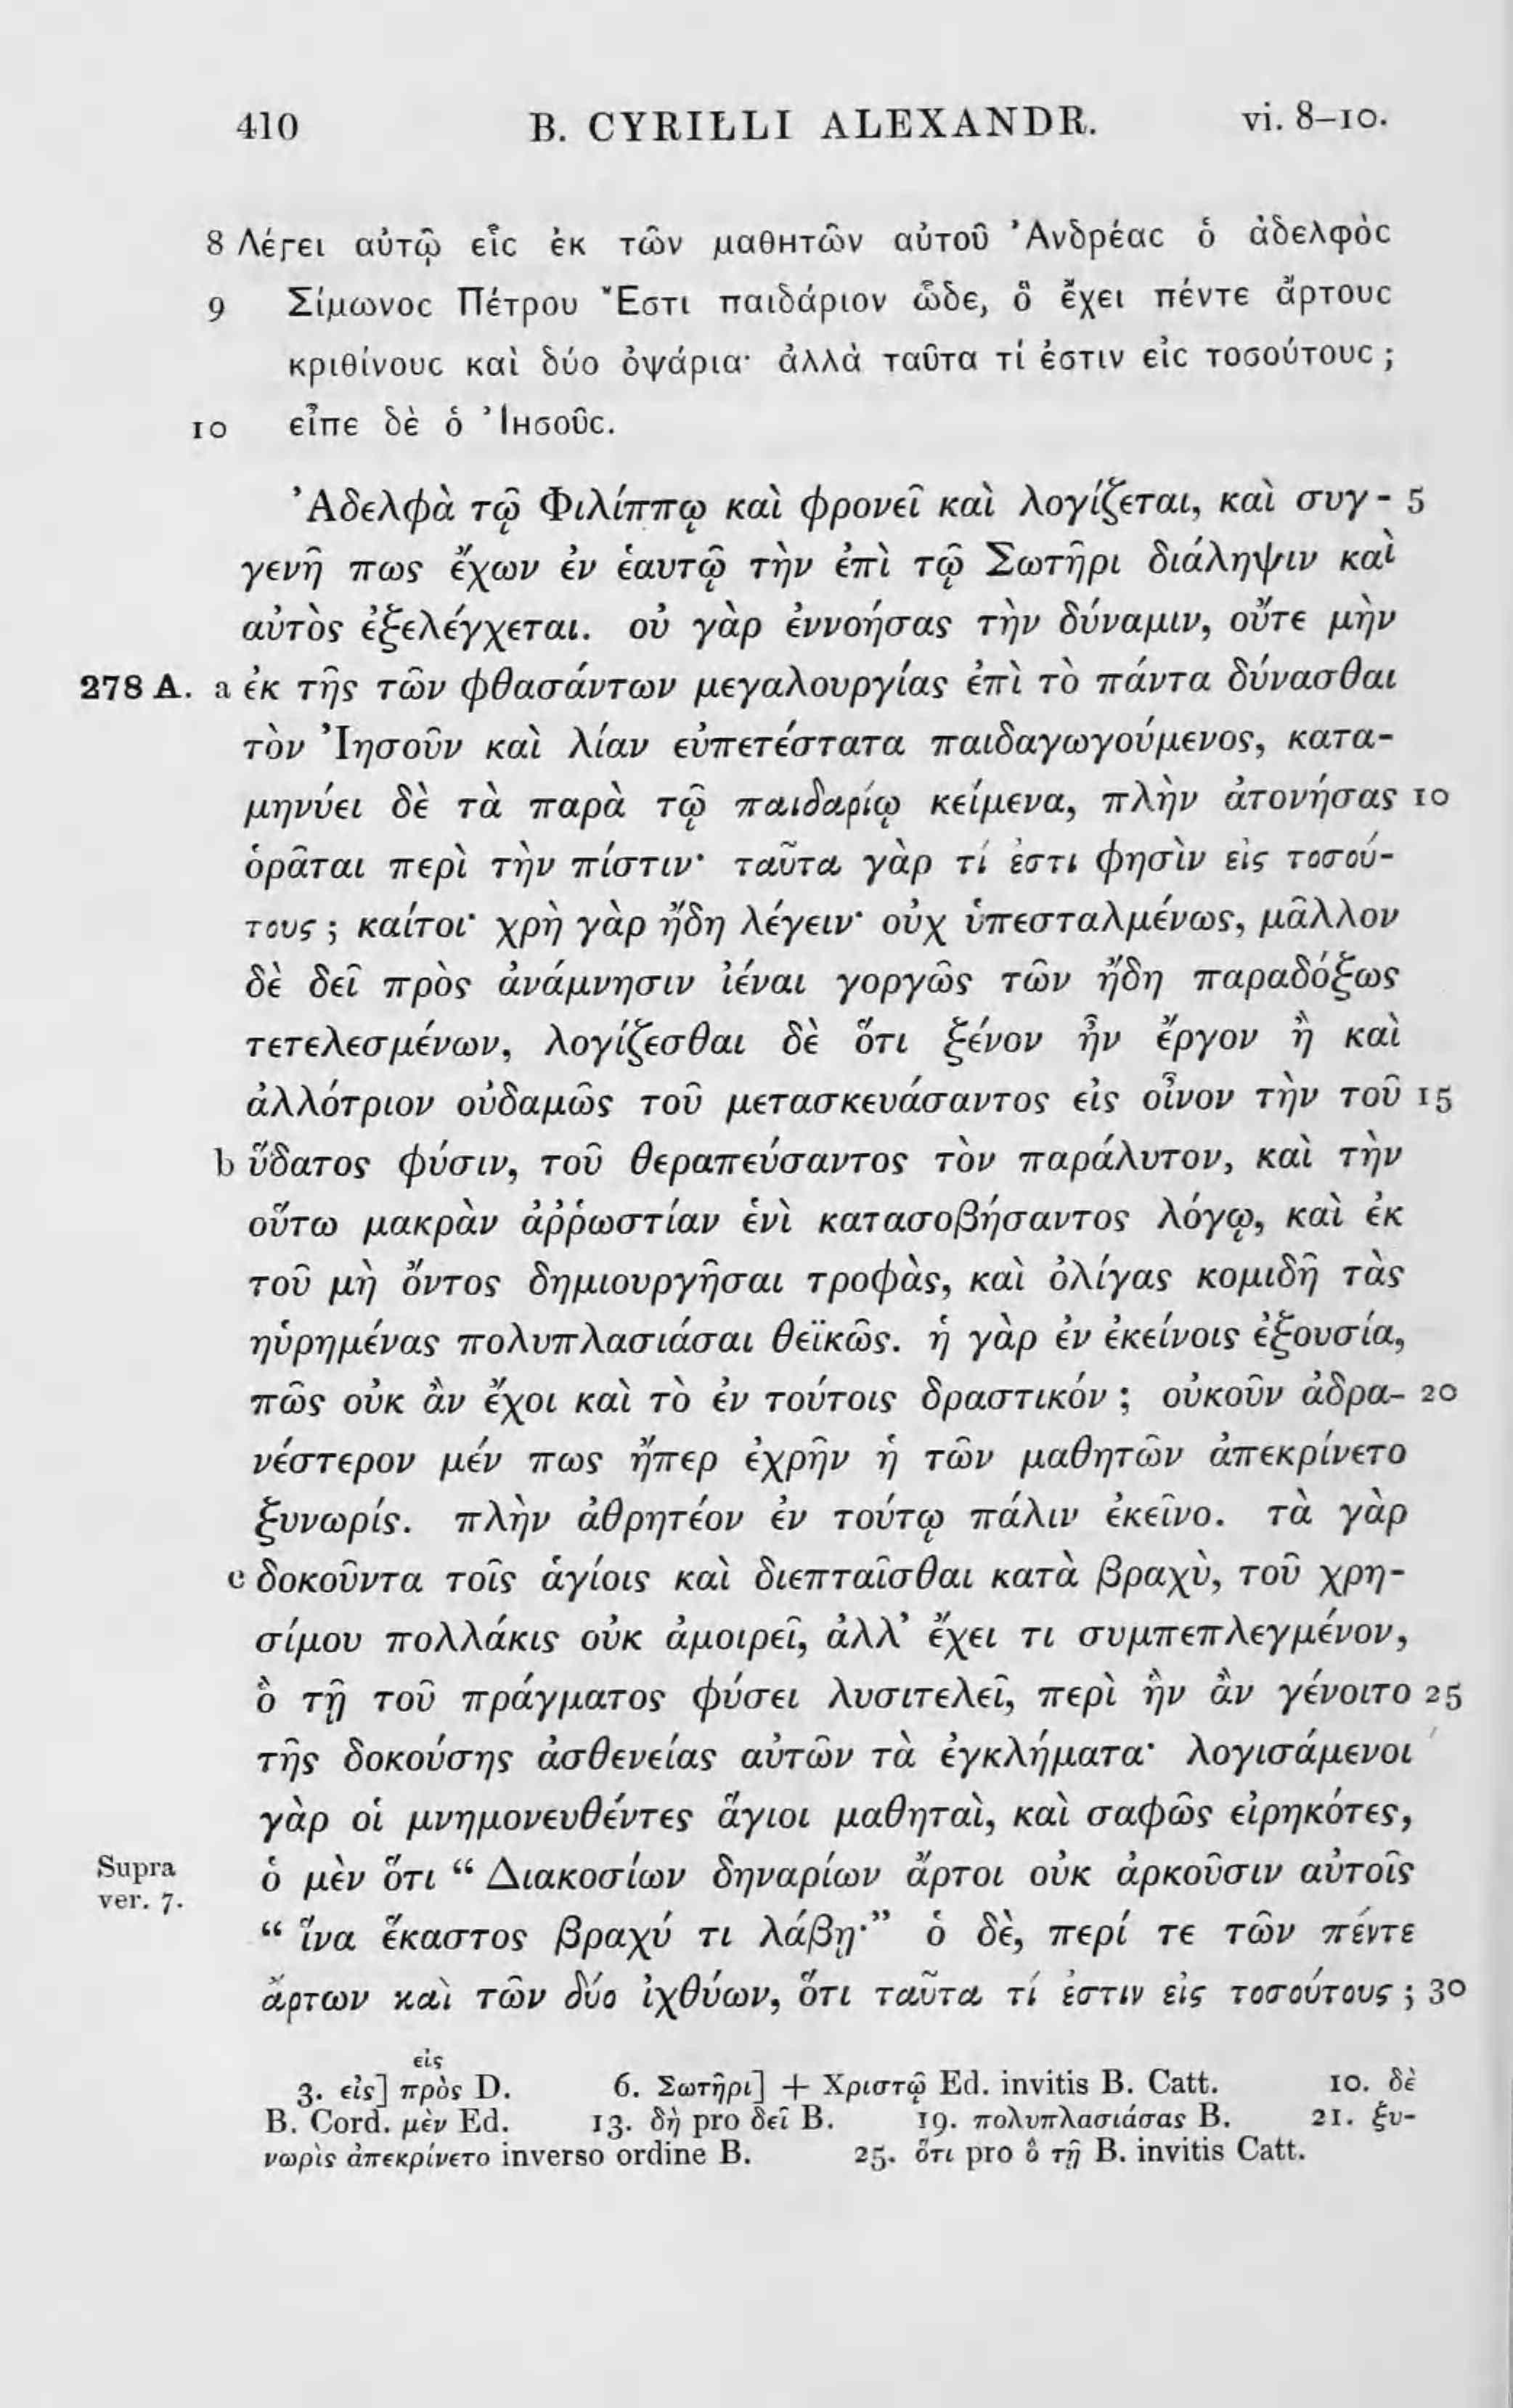 410 B. CYRILLI ALEXANDR. vi. 8–10.
8 Λέγει αὐτῷ εἷς ἐκ τῶν μαθητῶν αὐτοῦ Ἀνδρέας ὁ ἀδελφὸς
9 Σίμωνος Πέτρου Ἔστι παιδάριον ὧδε, ὃ ἔχει πέντε ἄρτους
κριθίνους καὶ δύο ὀψάρια· ἀλλὰ ταῦτα τί ἐστιν εἰς τοσούτους ;
10 εἶπε δὲ ὁ Ἰησοῦς.
Ἀδελφὰ τῷ Φιλίππῳ καὶ φρονεῖ καὶ λογίζεται, καὶ συγ- 5
γενῆ πως ἔχων ἐν ἑαυτῷ τὴν ἐπὶ τῷ Σωτῆρι διάληψιν καὶ
αὐτὸς ἐξελέγχεται. οὐ γὰρ ἐννοήσας τὴν δύναμιν, οὔτε μὴν
278 A. a ἐκ τῆς τῶν φθασάντων μεγαλουργίας ἐπὶ τὸ πάντα δύνασθαι
τὸν Ἰησοῦν καὶ λίαν εὐπετέστατα παιδαγωγούμενος, κατα-
μηνύει δὲ τὰ παρὰ τῷ παιδαρίῳ κείμενα, πλὴν ἀτονήσας 10
ὁρᾶται περὶ τὴν πίστιν· ταῦτα γὰρ τί ἐστι φησὶν εἰς τοσού-
τους ; καίτοι· χρὴ γὰρ ἤδη λέγειν· οὐχ ὑπεσταλμένως, μᾶλλον
δὲ δεῖ πρὸς ἀνάμνησιν ἰέναι γοργῶς τῶν ἤδη παραδόξως
τετελεσμένων, λογίζεσθαι δὲ ὅτι ξένον ἦν ἔργον ἢ καὶ
ἀλλότριον οὐδαμῶς τοῦ μετασκευάσαντος εἰς οἶνον τὴν τοῦ 15
b ὕδατος φύσιν, τοῦ θεραπεύσαντος τὸν παράλυτον, καὶ τὴν
οὕτω μακρὰν ἀῤῥωστίαν ἑνὶ κατασοβήσαντος λόγῳ, καὶ ἐκ
τοῦ μὴ ὄντος δημιουργῆσαι τροφὰς, καὶ ὀλίγας κομιδῆ τὰς
ηὑρημένας πολυπλασιάσαι θεϊκῶς. ἡ γὰρ ἐν ἐκείνοις ἐξουσία,
πῶς οὐκ ἂν ἔχοι καὶ τὸ ἐν τούτοις δραστικόν ; οὐκοῦν ἀδρα- 20
νέστερον μέν πως ἤπερ ἐχρῆν ἡ τῶν μαθητῶν ἀπεκρίνετο
ξυνωρίς. πλὴν ἀθρητέον ἐν τούτῳ πάλιν ἐκεῖνο. τὰ γὰρ
c δοκοῦντα τοῖς ἁγίοις καὶ διεπταῖσθαι κατὰ βραχὺ, τοῦ χρη-
σίμου πολλάκις οὐκ ἀμοιρεῖ, ἀλλ’ ἔχει τι συμπεπλεγμένον,
ὃ τῇ τοῦ πράγματος φύσει λυσιτελεῖ, περὶ ἣν ἂν γένοιτο 25
τῆς δοκούσης ἀσθενείας αὐτῶν τὰ ἐγκλήματα· λογισάμενοι
γὰρ οἱ μνημονευθέντες ἅγιοι μαθηταὶ, καὶ σαφῶς εἰρηκότες,
Supra ver. 7. ὁ μὲν ὅτι “ Διακοσίων δηναρίων ἄρτοι οὐκ ἀρκοῦσιν αὐτοῖς
“ ἵνα ἕκαστος βραχύ τι λάβῃ·” ὁ δὲ, περί τε τῶν πέντε
ἄρτων καὶ τῶν δύο ἰχθύων, ὅτι ταῦτα τί ἐστιν εἰς τοσούτους ; 30
εἰς
3. εἰς] πρὸς D. 6. Σωτῆρι] + Χριστῷ Ed. invitis B. Catt. 10. δὲ
B. Cord. μὲν Ed. 13. δὴ pro δεῖ B. 19. πολυπλασιάσας B. 21. ξυ-
νωρὶς ἀπεκρίνετο inverso ordine B. 25. ὅτι pro ὃ τῇ B. invitis Catt.